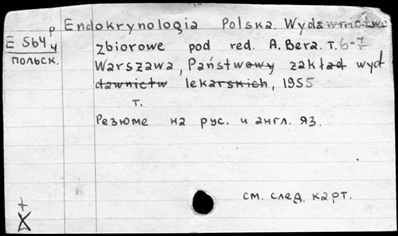 Endokrynologia Polska. Wydawnictwo
E 564 р/у
польск.
zbiorowe pod red. A. Bera. т. 6-7
Warszawa, Państwowy zakład wyd
dawnictw lekarskich, 1955
т.
Резюме на рус. и англ. яз.
см. след. карт.